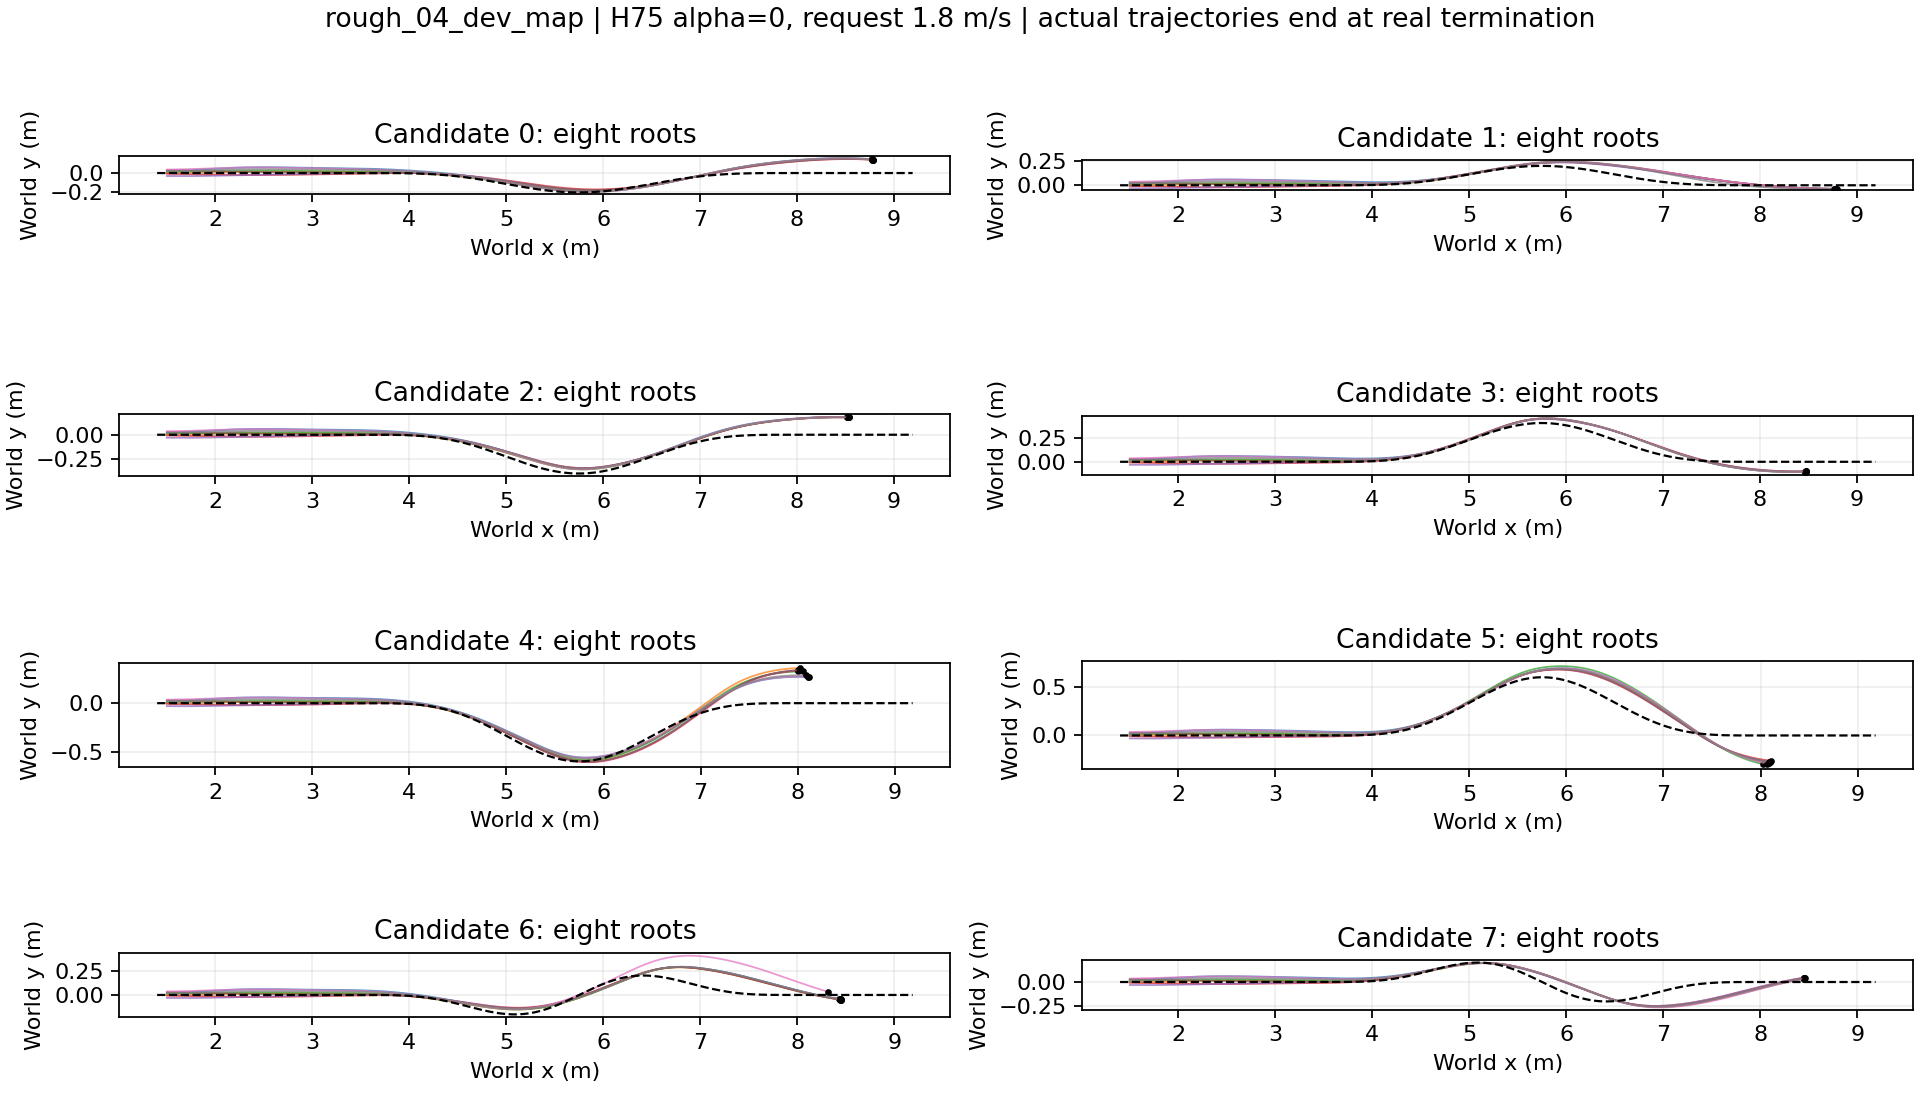 rough_04_dev_map | H75 alpha=0, request 1.8 m/s | actual trajectories end at real termination
Candidate 0: eight roots
World y (m)
0.0
−0.2
2 3 4 5 6 7 8 9
World x (m)
Candidate 1: eight roots
World y (m)
0.25
0.00
2 3 4 5 6 7 8 9
World x (m)
Candidate 2: eight roots
World y (m)
0.00
−0.25
2 3 4 5 6 7 8 9
World x (m)
Candidate 3: eight roots
World y (m)
0.25
0.00
2 3 4 5 6 7 8 9
World x (m)
Candidate 4: eight roots
World y (m)
0.0
−0.5
2 3 4 5 6 7 8 9
World x (m)
Candidate 5: eight roots
World y (m)
0.5
0.0
2 3 4 5 6 7 8 9
World x (m)
Candidate 6: eight roots
World y (m)
0.25
0.00
2 3 4 5 6 7 8 9
World x (m)
Candidate 7: eight roots
World y (m)
0.00
−0.25
2 3 4 5 6 7 8 9
World x (m)